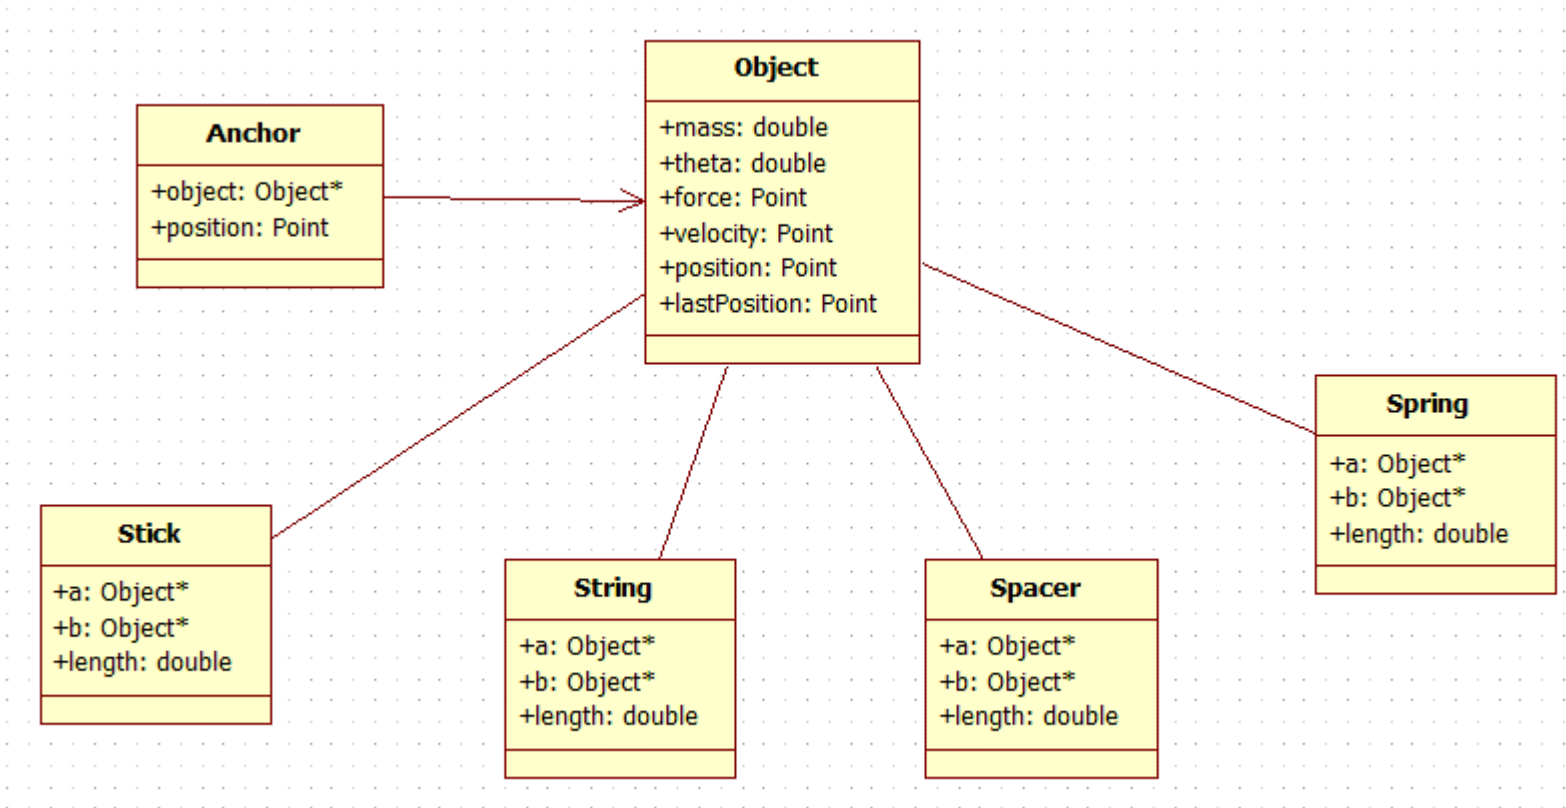 Object
+mass: double
+theta: double
+force: Point
+velocity: Point
+position: Point
+lastPosition: Point
Anchor
+object: Object*
+position: Point
Spring
+a: Object*
+b: Object*
+length: double
Stick
+a: Object*
+b: Object*
+length: double
String
+a: Object*
+b: Object*
+length: double
Spacer
+a: Object*
+b: Object*
+length: double